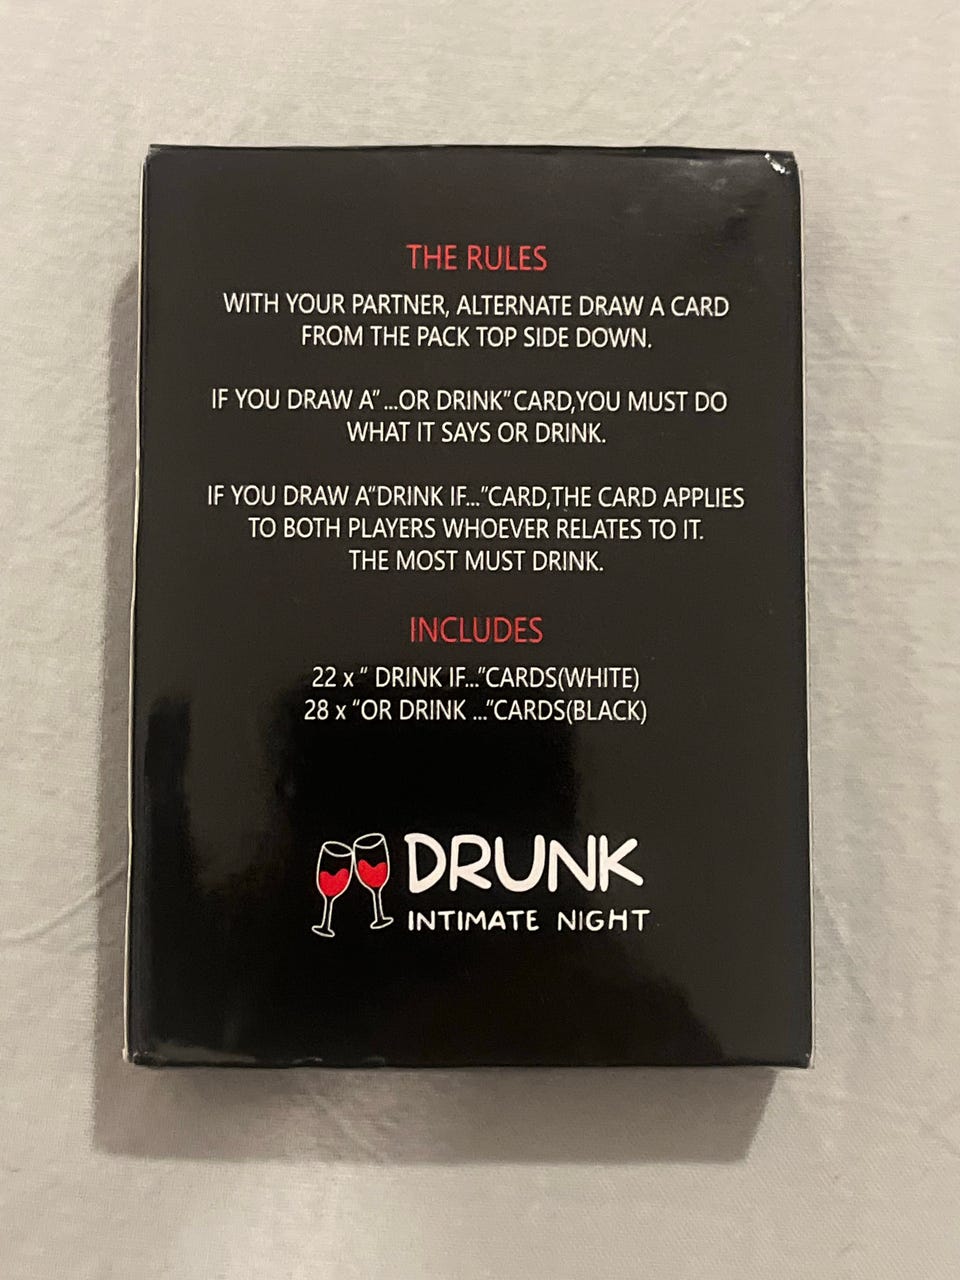 THE RULES
WITH YOUR PARTNER, ALTERNATE DRAW A CARD
FROM THE PACK TOP SIDE DOWN.
IF YOU DRAW A" ...OR DRINK"CARD,YOU MUST DO
WHAT IT SAYS OR DRINK.
IF YOU DRAW A"DRINK IF..."CARD,THE CARD APPLIES
TO BOTH PLAYERS WHOEVER RELATES TO IT.
THE MOST MUST DRINK.
INCLUDES
22 x " DRINK IF..."CARDS(WHITE)
28 x "OR DRINK ..."CARDS(BLACK)
DRUNK
INTIMATE NIGHT